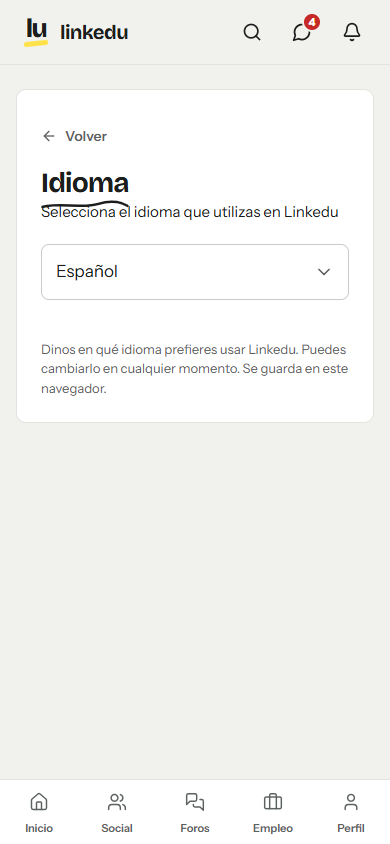 lu linkedu
4
Volver
Idioma
Selecciona el idioma que utilizas en Linkedu
Español
Dinos en qué idioma prefieres usar Linkedu. Puedes
cambiarlo en cualquier momento. Se guarda en este
navegador.
Inicio Social Foros Empleo Perfil